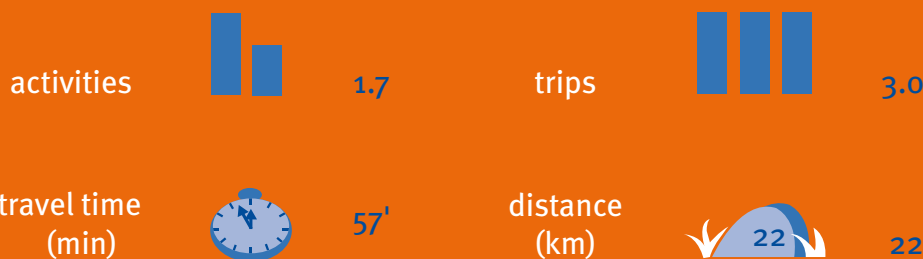 activities 1.7 trips 3.0
travel time 57' distance
(min) (km) 22 22